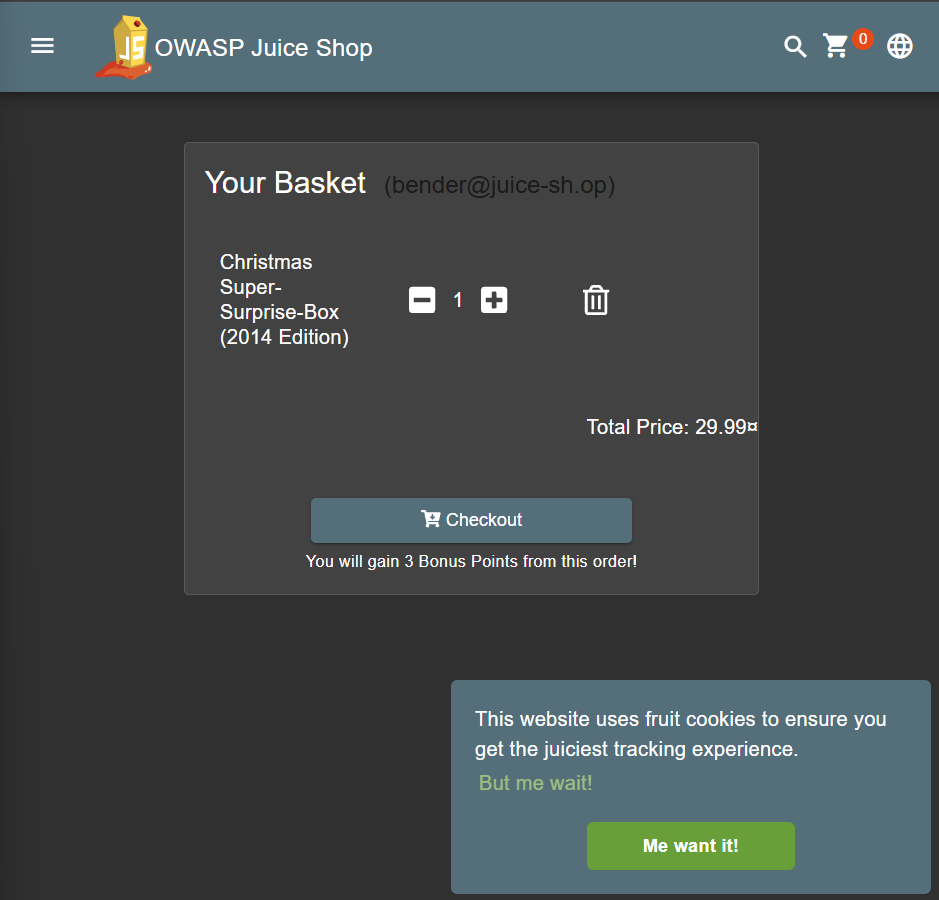 JS OWASP Juice Shop 0
Your Basket (bender@juice-sh.op)
Christmas
Super-
Surprise-Box
(2014 Edition)
1
Total Price: 29.99¤
Checkout
You will gain 3 Bonus Points from this order!
This website uses fruit cookies to ensure you
get the juiciest tracking experience.
But me wait!
Me want it!